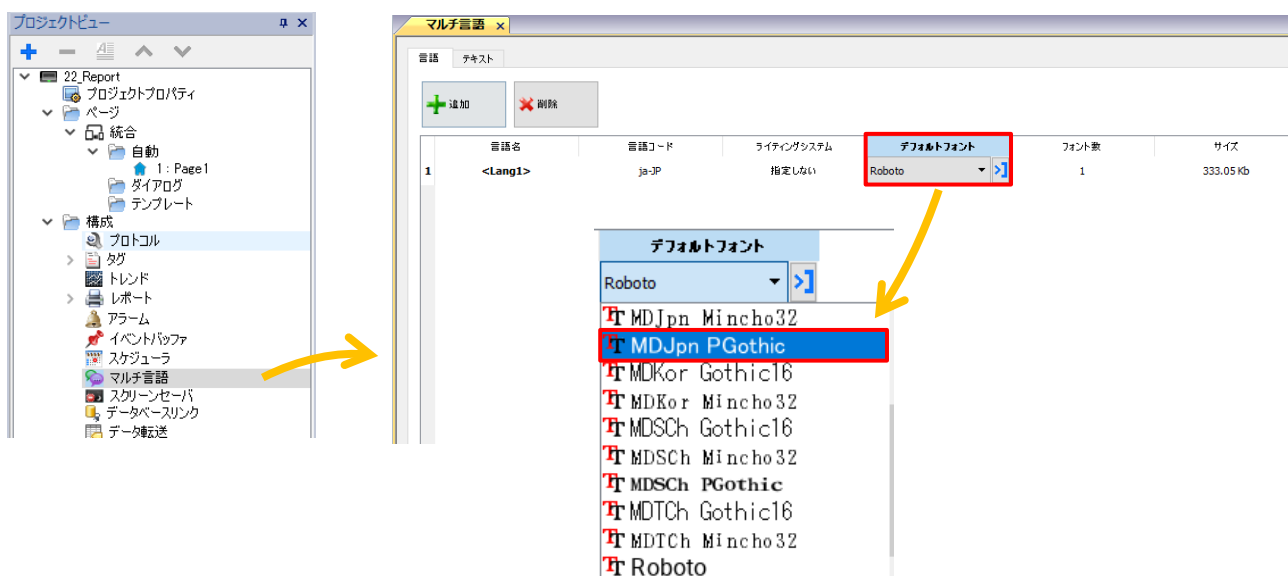 プロジェクトビュー
22_Report
プロジェクトプロパティ
ページ
統合
自動
1 : Page1
ダイアログ
テンプレート
構成
プロトコル
タグ
トレンド
レポート
アラーム
イベントバッファ
スケジューラ
マルチ言語
スクリーンセーバ
データベースリンク
データ転送
マルチ言語
言語 テキスト
追加 削除
言語名 言語コード ライティングシステム デフォルトフォント フォント数 サイズ
1 <Lang1> ja-JP 指定しない Roboto 1 333.05 Kb
デフォルトフォント
Roboto
MDJpn Mincho32
MDJpn PGothic
MDKor Gothic16
MDKor Mincho32
MDSCh Gothic16
MDSCh Mincho32
MDSCh PGothic
MDTCh Gothic16
MDTCh Mincho32
Roboto